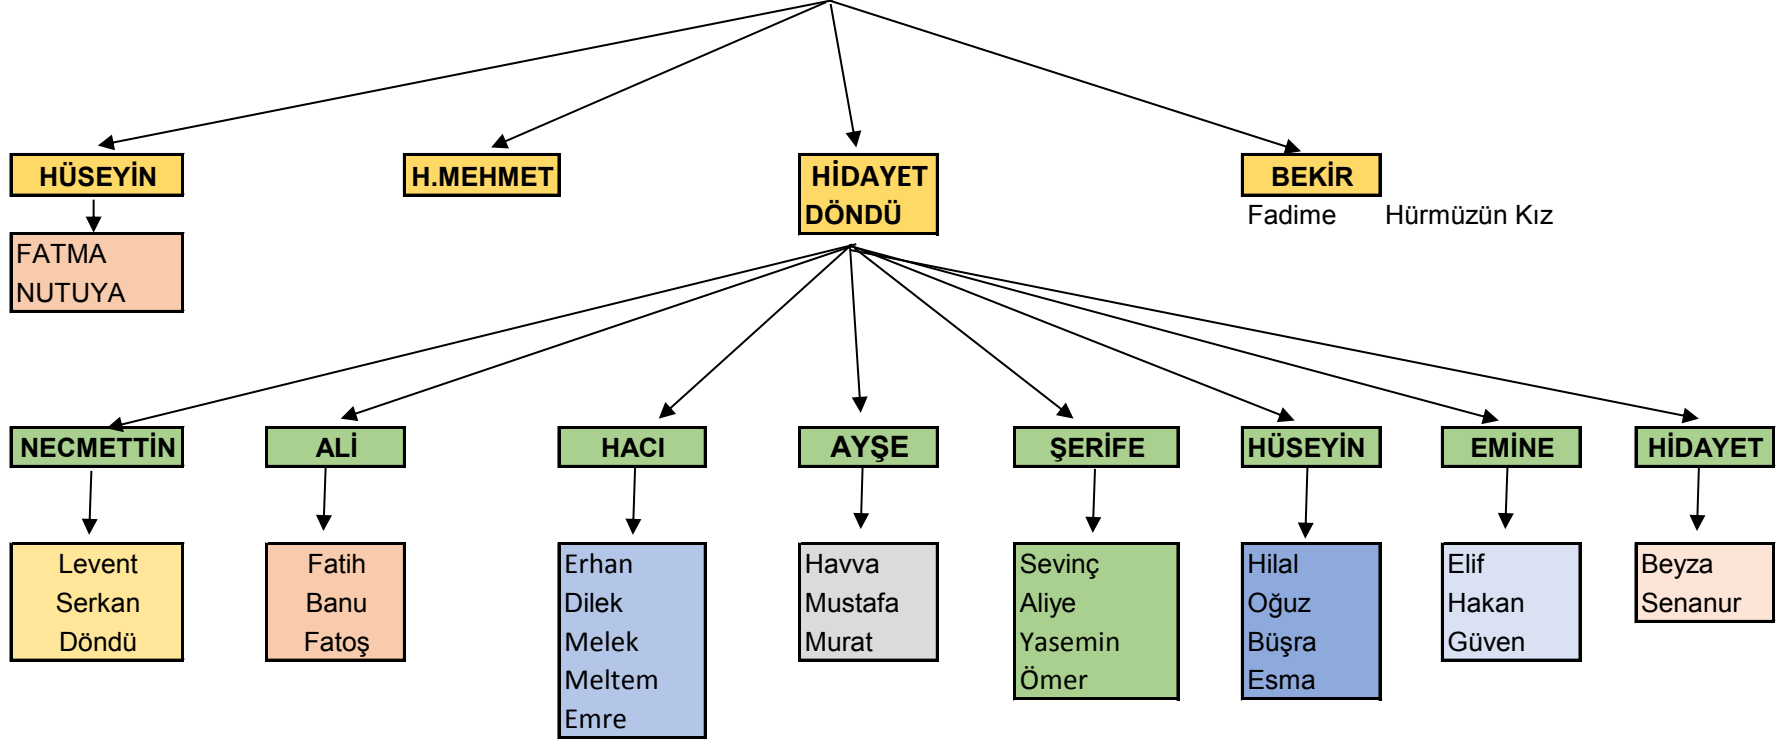 HÜSEYİN
H.MEHMET
HİDAYET
DÖNDÜ
BEKİR
Fadime
Hürmüzün Kız
FATMA
NUTUYA
NECMETTİN
ALİ
HACI
AYŞE
ŞERİFE
HÜSEYİN
EMİNE
HİDAYET
Levent
Serkan
Döndü
Fatih
Banu
Fatoş
Erhan
Dilek
Melek
Meltem
Emre
Havva
Mustafa
Murat
Sevinç
Aliye
Yasemin
Ömer
Hilal
Oğuz
Büşra
Esma
Elif
Hakan
Güven
Beyza
Senanur